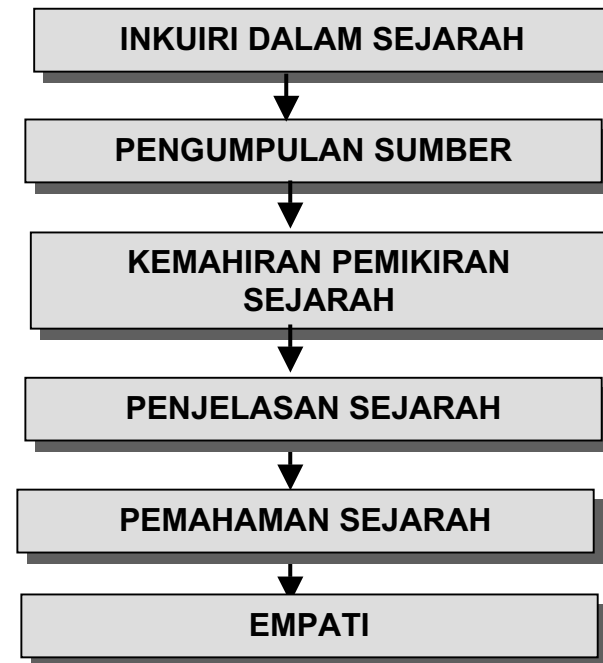 INKUIRI DALAM SEJARAH
PENGUMPULAN SUMBER
KEMAHIRAN PEMIKIRAN
SEJARAH
PENJELASAN SEJARAH
PEMAHAMAN SEJARAH
EMPATI